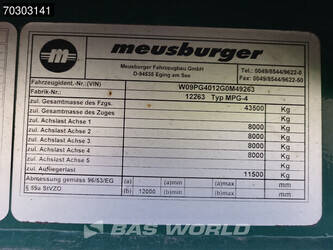 70303141
meusburger
Meusburger Fahrzeugbau GmbH
D-94535 Eging am See
Tel.: 0049/8544/9622-0
Fax: 0049/8544/9622-50
Fahrzeugident.-Nr.(VIN) W09PG4012G0M49263
Fabrik-Nr. 12263 Typ MPG-4
zul. Gesamtmasse des Fzgs. 43500 Kg
zul. Gesamtmasse des Zuges Kg
zul. Achslast Achse 1 8000 Kg
zul. Achslast Achse 2 8000 Kg
zul. Achslast Achse 3 8000 Kg
zul. Achslast Achse 4 8000 Kg
zul. Achslast Achse 5 Kg
zul. Aufliegerlast 11500 Kg
Abmessung gemäss 96/53/EG (a) (a)min (a)max mm
§ 59a StVZO (b) 12000 (b)min (b)max mm
BAS WORLD